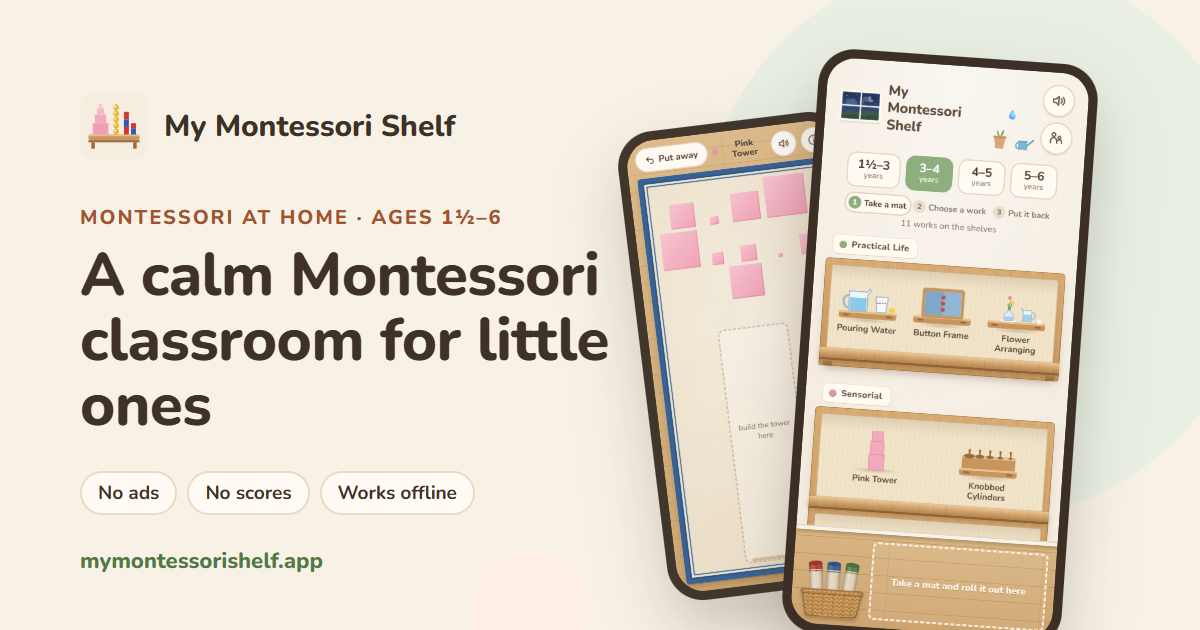 My Montessori Shelf
MONTESSORI AT HOME · AGES 1½–6
A calm Montessori
classroom for little
ones
No ads
No scores
Works offline
mymontessorishelf.app
Put away
Pink
Tower
build the tower
here
My
Montessori
Shelf
1½–3
years
3–4
years
4–5
years
5–6
years
1 Take a mat
2 Choose a work
3 Put it back
11 works on the shelves
Practical Life
Pouring Water
Button Frame
Flower
Arranging
Sensorial
Pink Tower
Knobbed
Cylinders
Take a mat and roll it out here